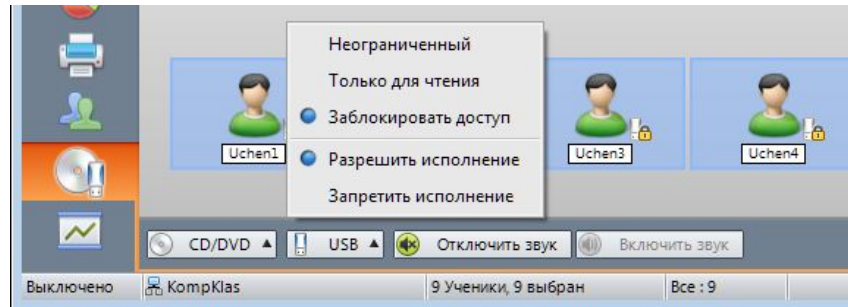 Неограниченный
Только для чтения
Заблокировать доступ
Разрешить исполнение
Запретить исполнение
Uchen1
Uchen3
Uchen4
CD/DVD
USB
Отключить звук
Включить звук
Выключено
KompKlas
9 Ученики, 9 выбран
Все : 9